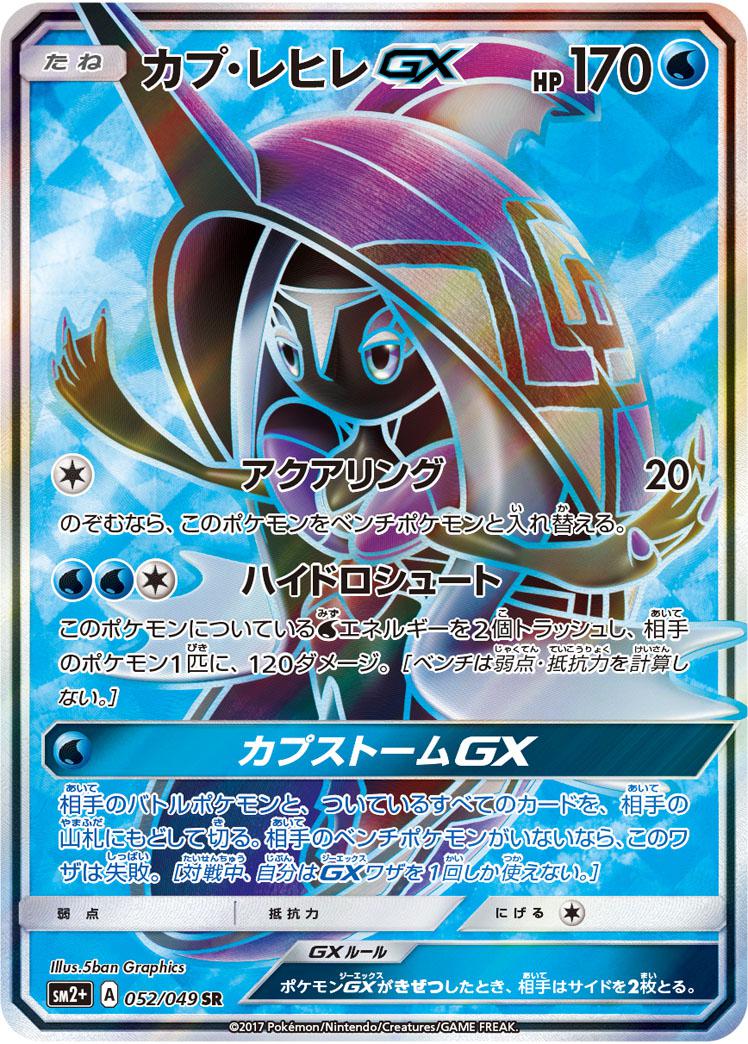 たね カプ・レヒレGX HP170
アクアリング 20
のぞむなら、このポケモンをベンチポケモンと入れ替える。
ハイドロシュート
このポケモンについているエネルギーを2個トラッシュし、相手
のポケモン1匹に、120ダメージ。[ベンチは弱点・抵抗力を計算し
ない。]
カプストームGX
相手のバトルポケモンと、ついているすべてのカードを、相手の
山札にもどして切る。相手のベンチポケモンがいないなら、このワ
ザは失敗。[対戦中、自分はGXワザを1回しか使えない。]
弱点 抵抗力 にげる
Illus.5ban Graphics
GXルール
ポケモンGXがきぜつしたとき、相手はサイドを2枚とる。
SM2+ A 052/049 SR
©2017 Pokémon/Nintendo/Creatures/GAME FREAK.